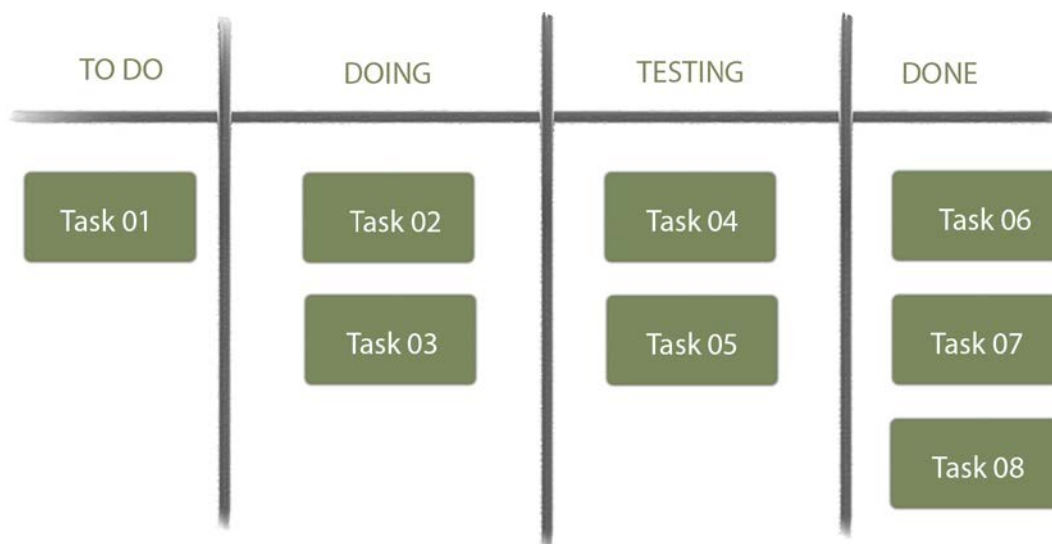 TO DO
DOING
TESTING
DONE
Task 01
Task 02
Task 04
Task 06
Task 03
Task 05
Task 07
Task 08